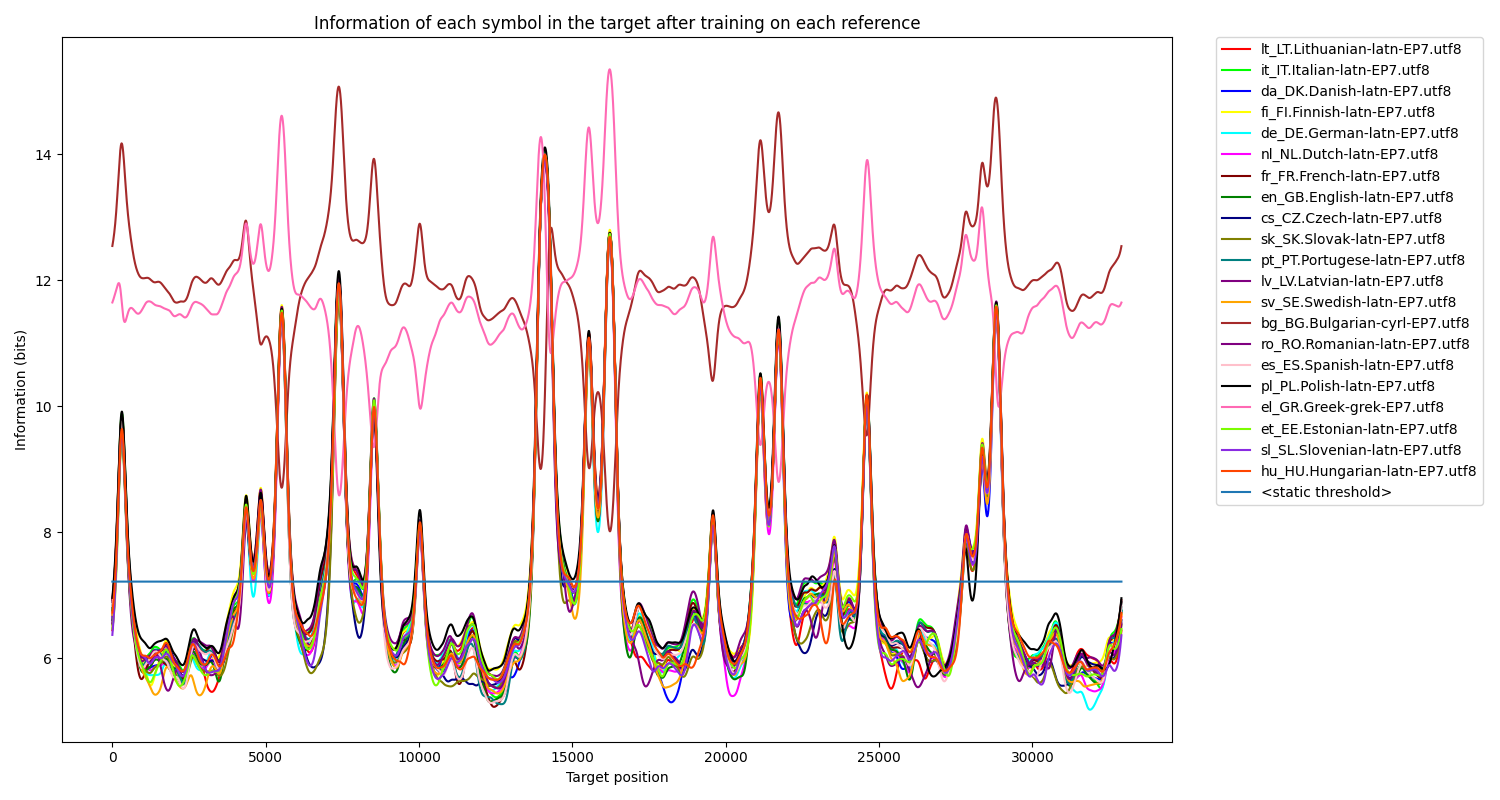 Information of each symbol in the target after training on each reference
14
12
10
8
6
Information (bits)
0 5000 10000 15000 20000 25000 30000
Target position
lt_LT.Lithuanian-latn-EP7.utf8
it_IT.Italian-latn-EP7.utf8
da_DK.Danish-latn-EP7.utf8
fi_FI.Finnish-latn-EP7.utf8
de_DE.German-latn-EP7.utf8
nl_NL.Dutch-latn-EP7.utf8
fr_FR.French-latn-EP7.utf8
en_GB.English-latn-EP7.utf8
cs_CZ.Czech-latn-EP7.utf8
sk_SK.Slovak-latn-EP7.utf8
pt_PT.Portugese-latn-EP7.utf8
lv_LV.Latvian-latn-EP7.utf8
sv_SE.Swedish-latn-EP7.utf8
bg_BG.Bulgarian-cyrl-EP7.utf8
ro_RO.Romanian-latn-EP7.utf8
es_ES.Spanish-latn-EP7.utf8
pl_PL.Polish-latn-EP7.utf8
el_GR.Greek-grek-EP7.utf8
et_EE.Estonian-latn-EP7.utf8
sl_SL.Slovenian-latn-EP7.utf8
hu_HU.Hungarian-latn-EP7.utf8
<static threshold>